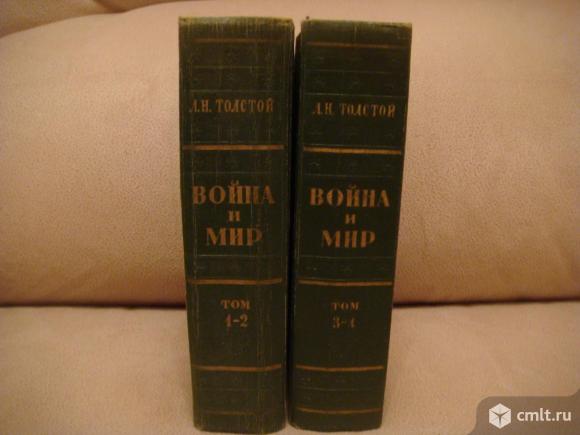 Л.Н. ТОЛСТОЙ
ВОЙНА
И
МИР
ТОМ
1-2
Л.Н. ТОЛСТОЙ
ВОЙНА
И
МИР
ТОМ
3-4
cmlt.ru